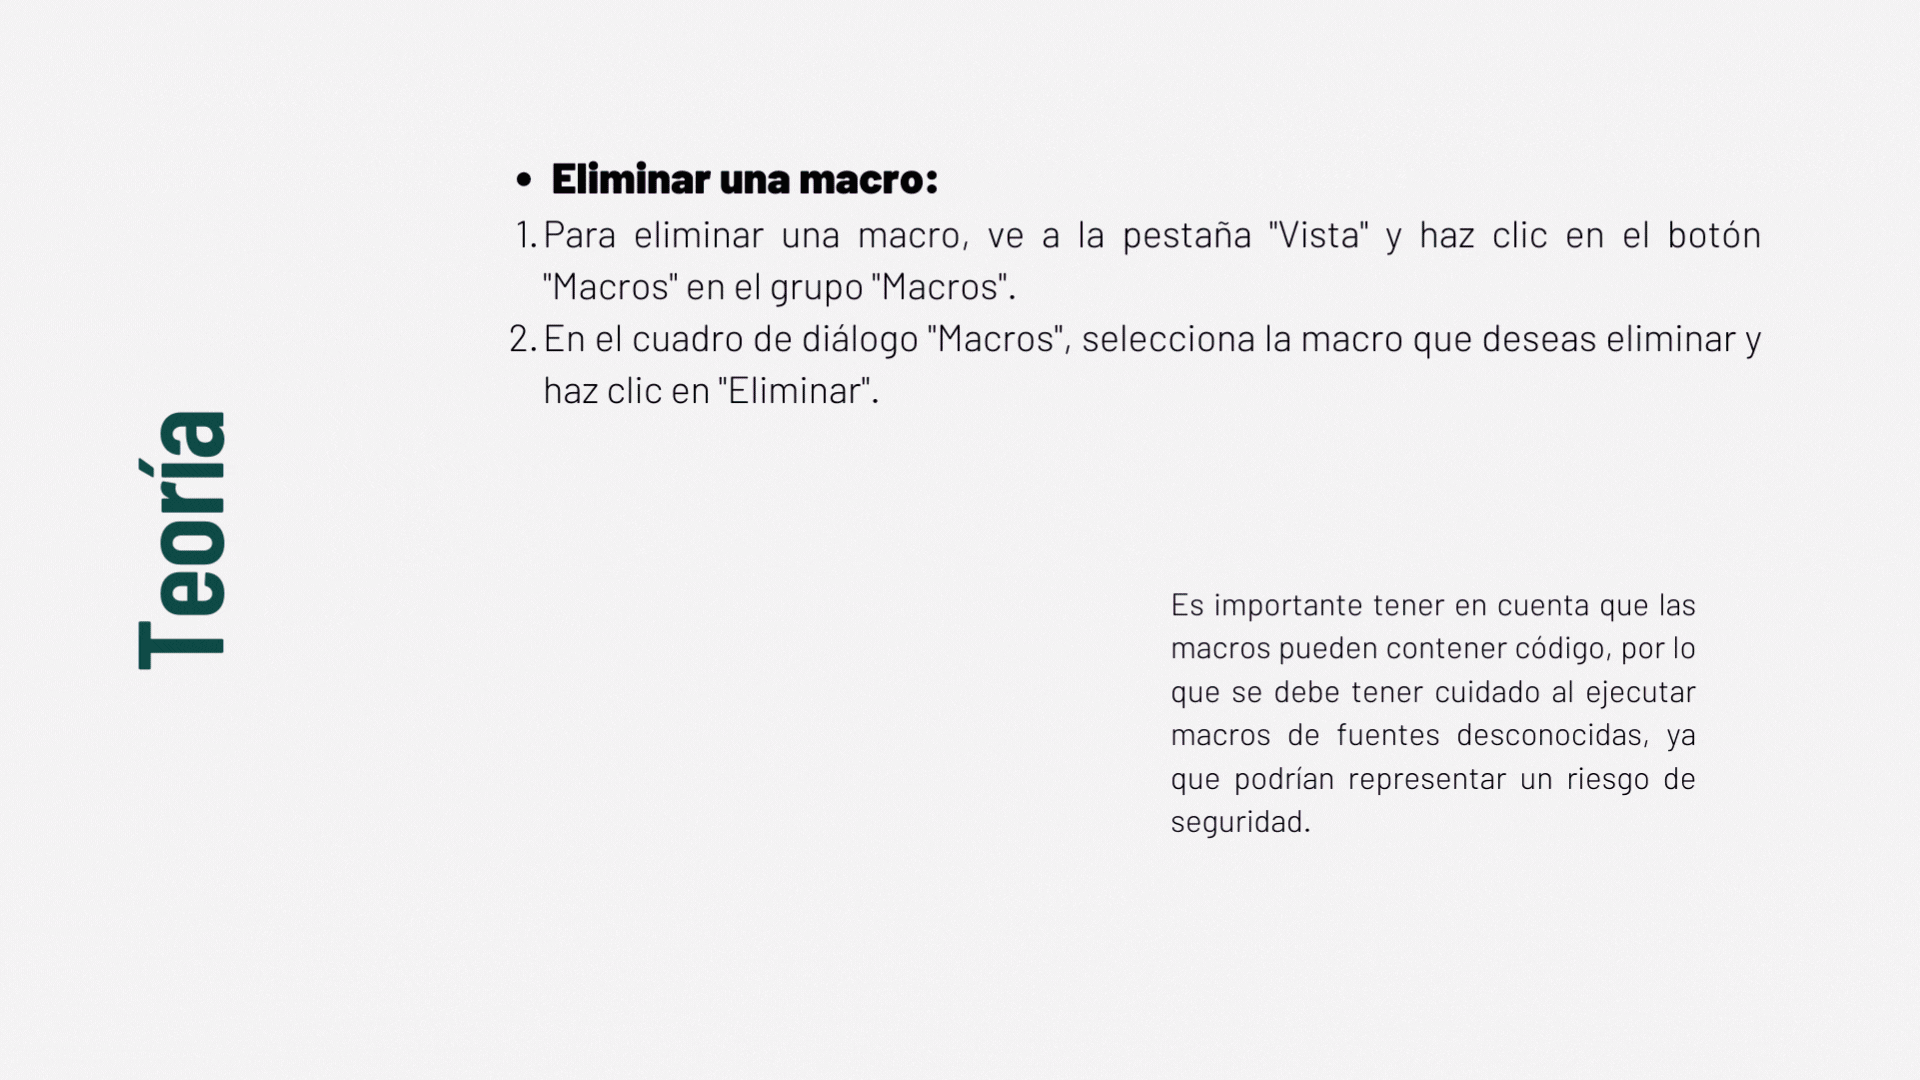 Teoría
• Eliminar una macro:
1. Para eliminar una macro, ve a la pestaña "Vista" y haz clic en el botón
"Macros" en el grupo "Macros".
2. En el cuadro de diálogo "Macros", selecciona la macro que deseas eliminar y
haz clic en "Eliminar".
Es importante tener en cuenta que las
macros pueden contener código, por lo
que se debe tener cuidado al ejecutar
macros de fuentes desconocidas, ya
que podrían representar un riesgo de
seguridad.